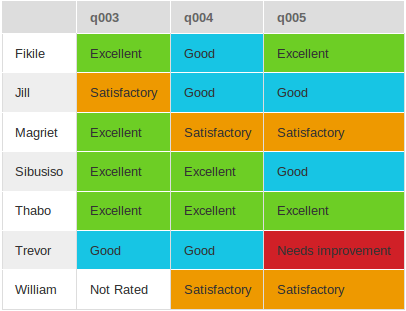 q003 q004 q005
Fikile Excellent Good Excellent
Jill Satisfactory Good Good
Magriet Excellent Satisfactory Satisfactory
Sibusiso Excellent Excellent Good
Thabo Excellent Excellent Excellent
Trevor Good Good Needs Improvement
William Not Rated Satisfactory Satisfactory